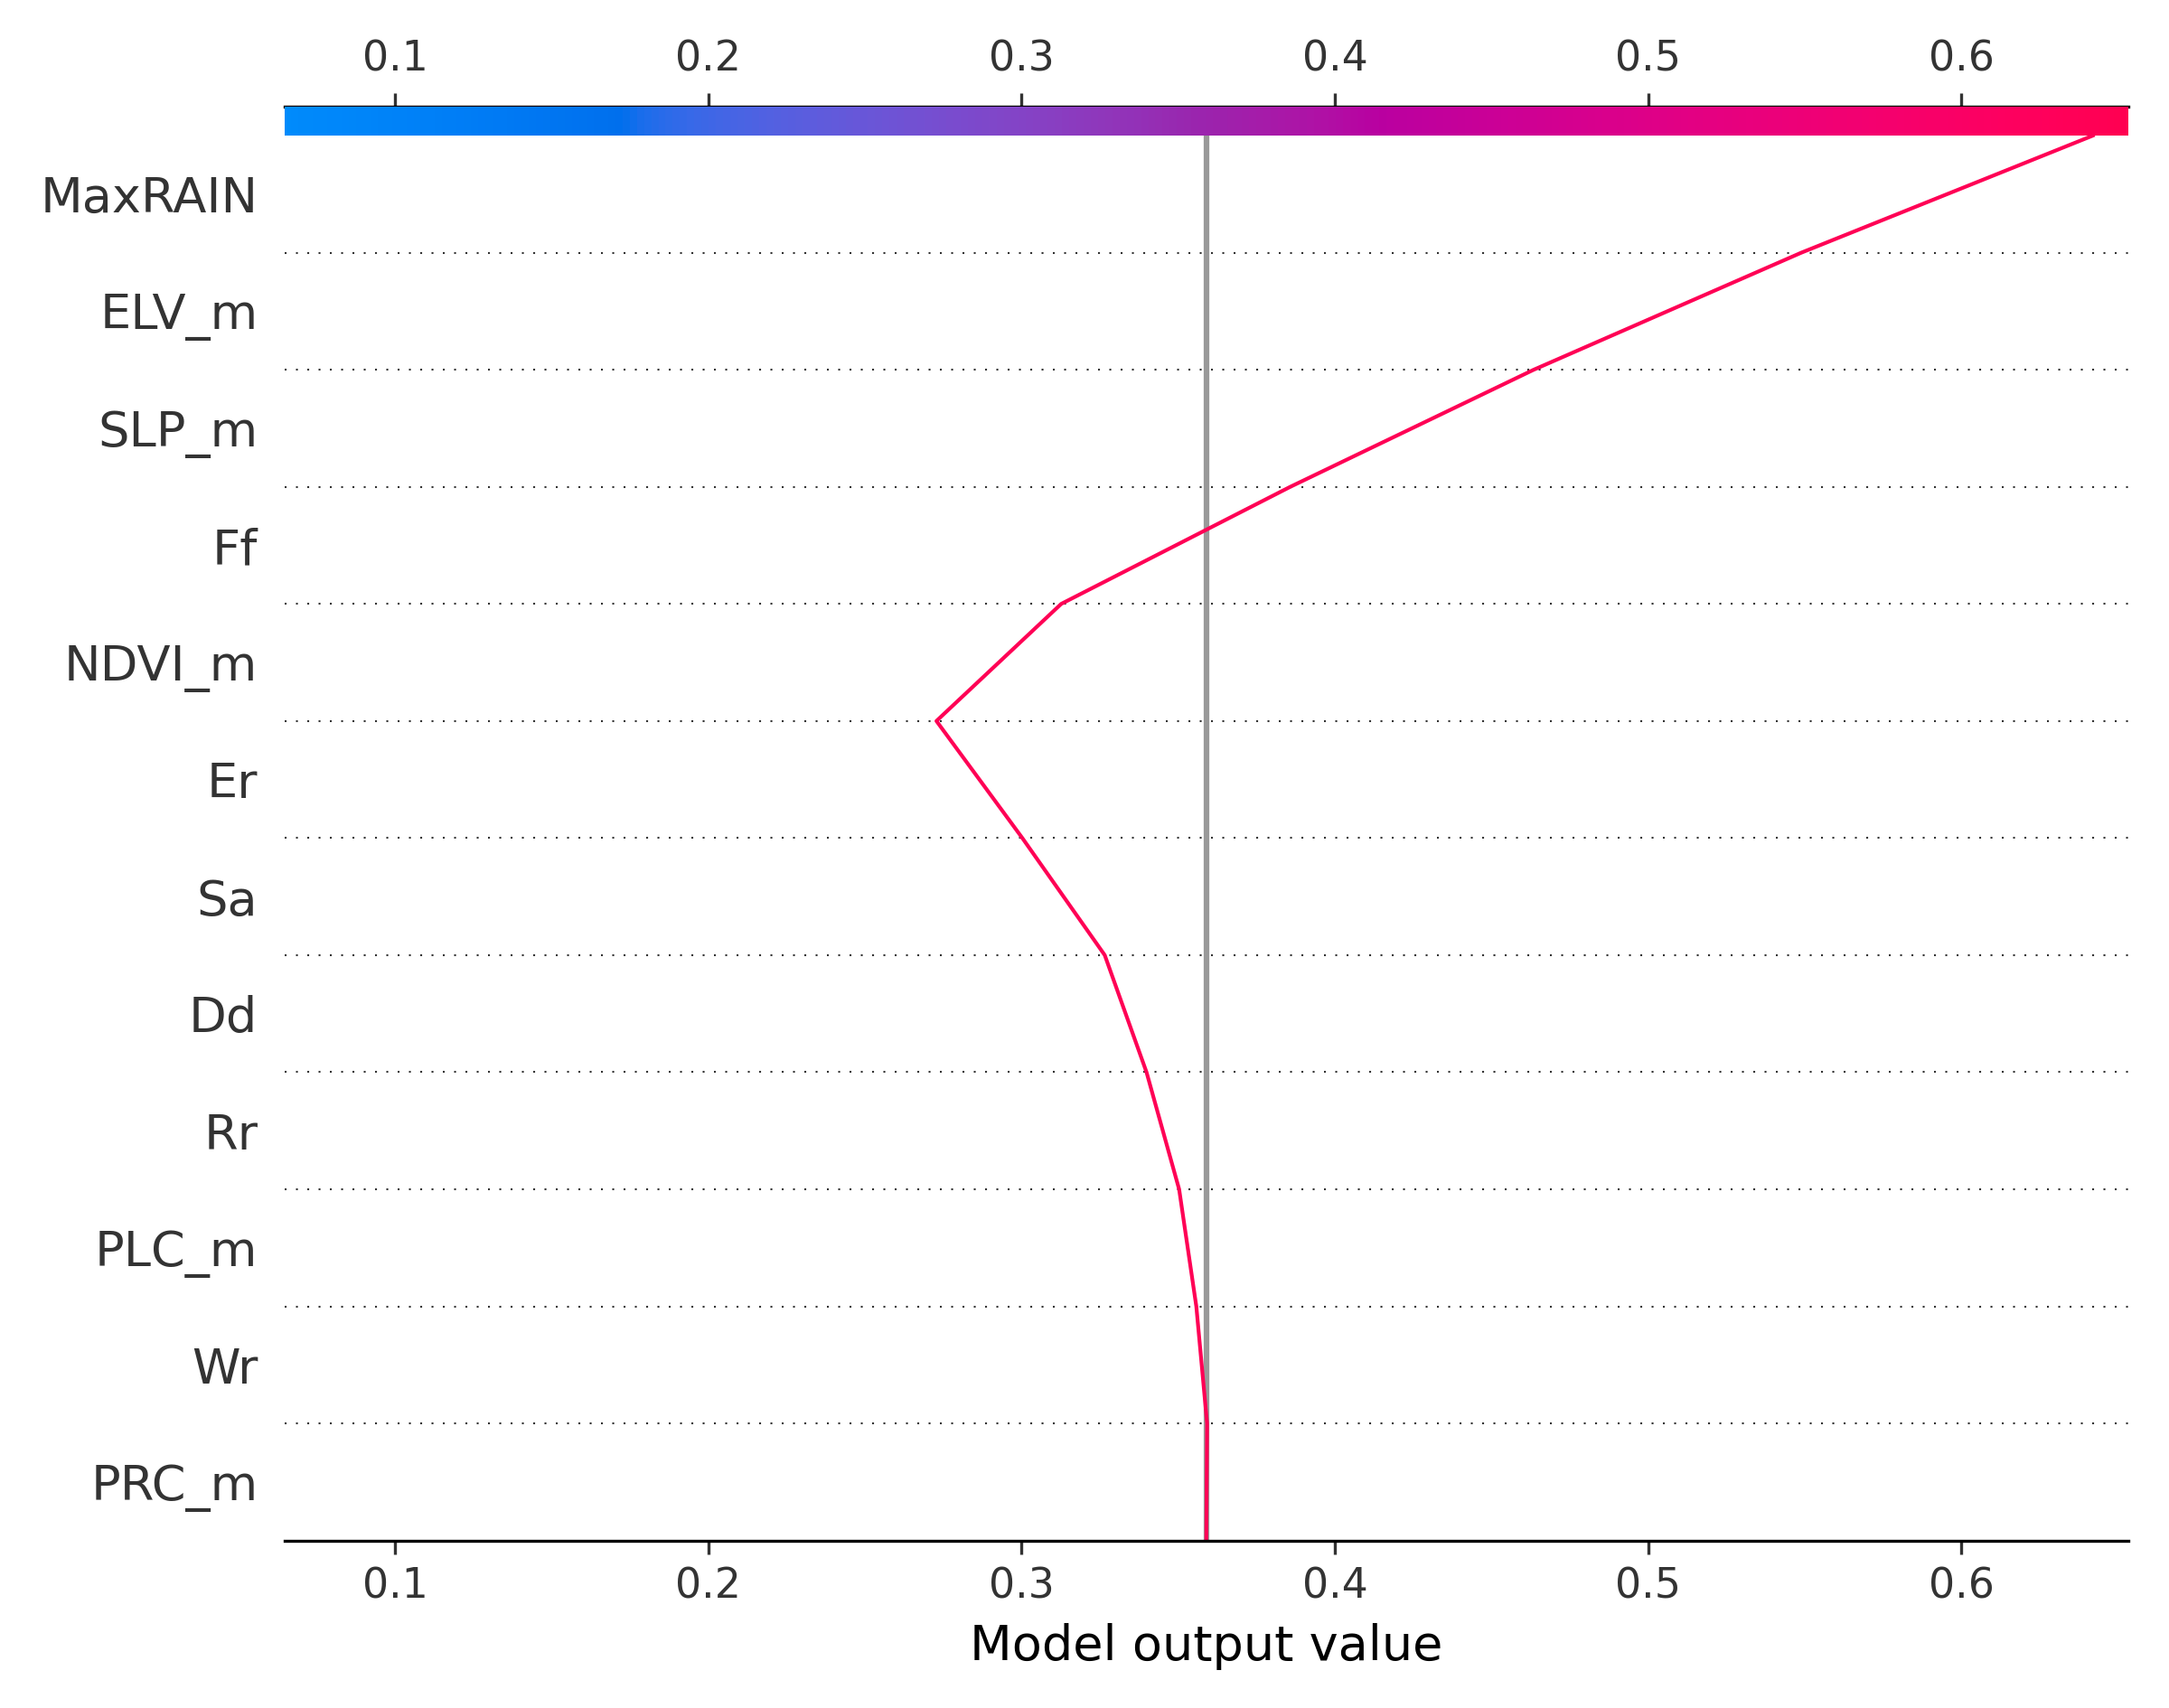 0.1 0.2 0.3 0.4 0.5 0.6
MaxRAIN
ELV_m
SLP_m
Ff
NDVI_m
Er
Sa
Dd
Rr
PLC_m
Wr
PRC_m
0.1 0.2 0.3 0.4 0.5 0.6
Model output value